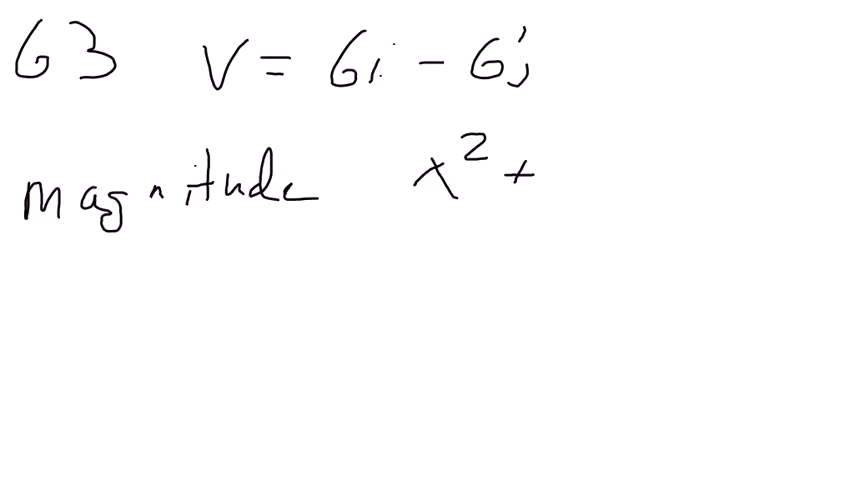 63 V = 6i - 6j
magnitude x² +